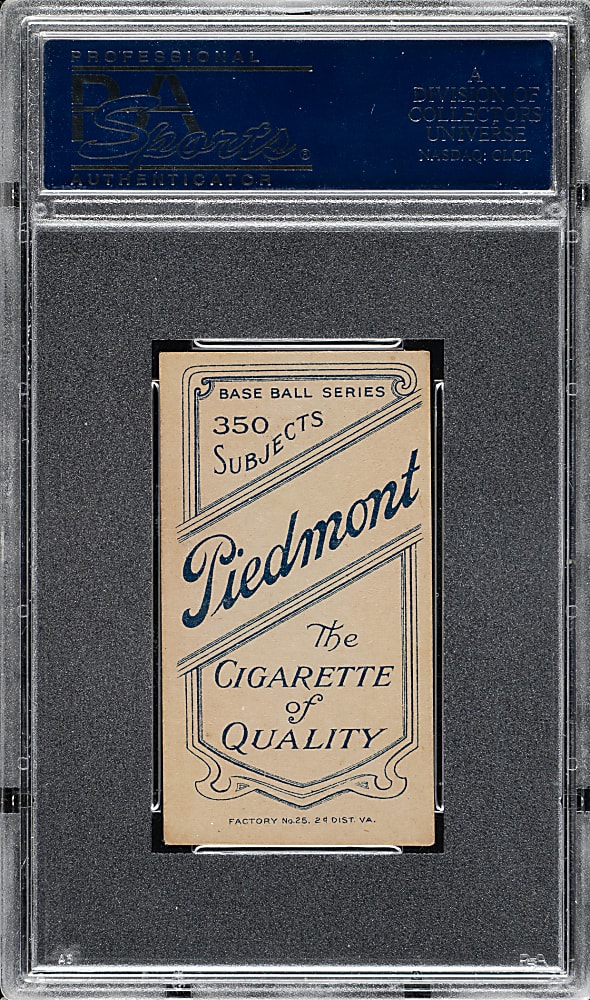 PROFESSIONAL
PSA
Sports®
AUTHENTICATOR
A
DIVISION OF
COLLECTORS
UNIVERSE
NASDAQ: CLCT
BASE BALL SERIES
350
SUBJECTS
Piedmont
The
CIGARETTE
of
QUALITY
FACTORY No. 25, 2d DIST. VA.
PSA